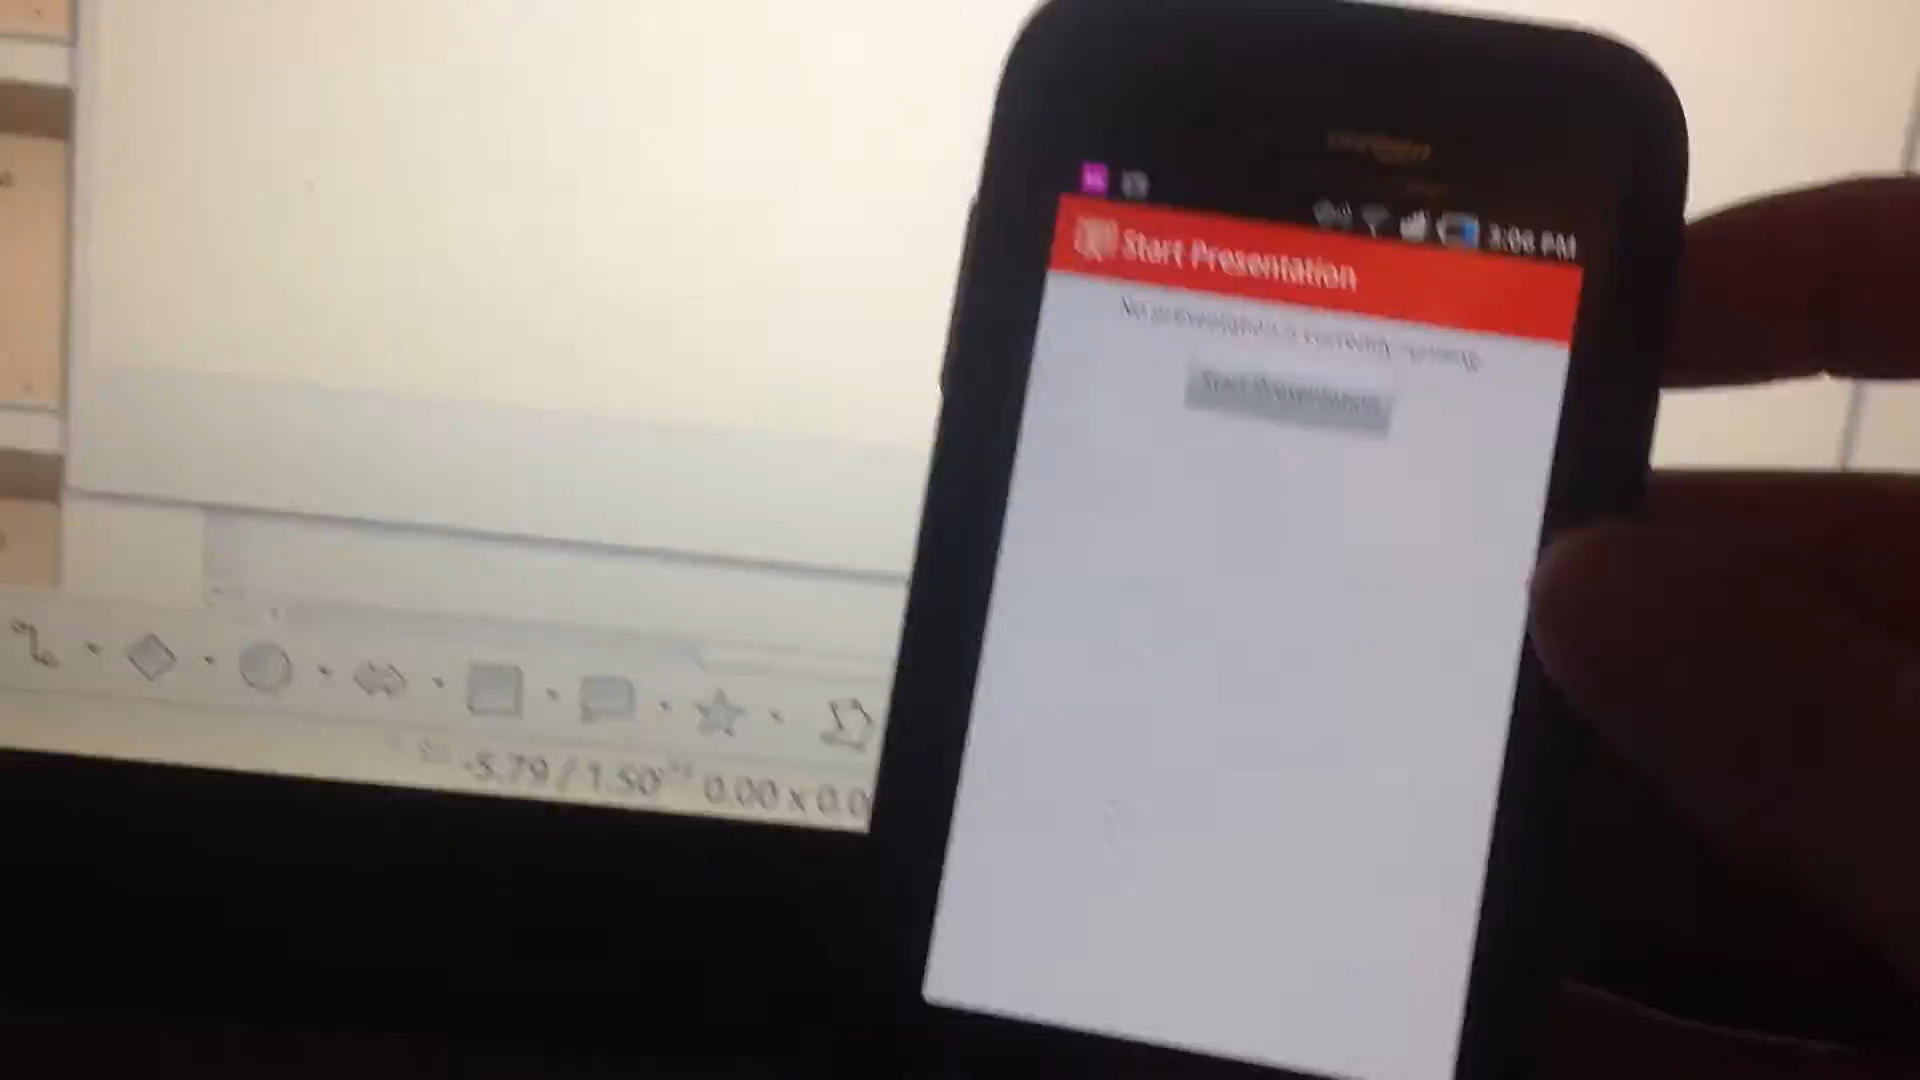 3:06 PM
Start Presentation
No presentation is currently running.
Start Presentation
-5.79 / 1.50 0.00 x 0.0